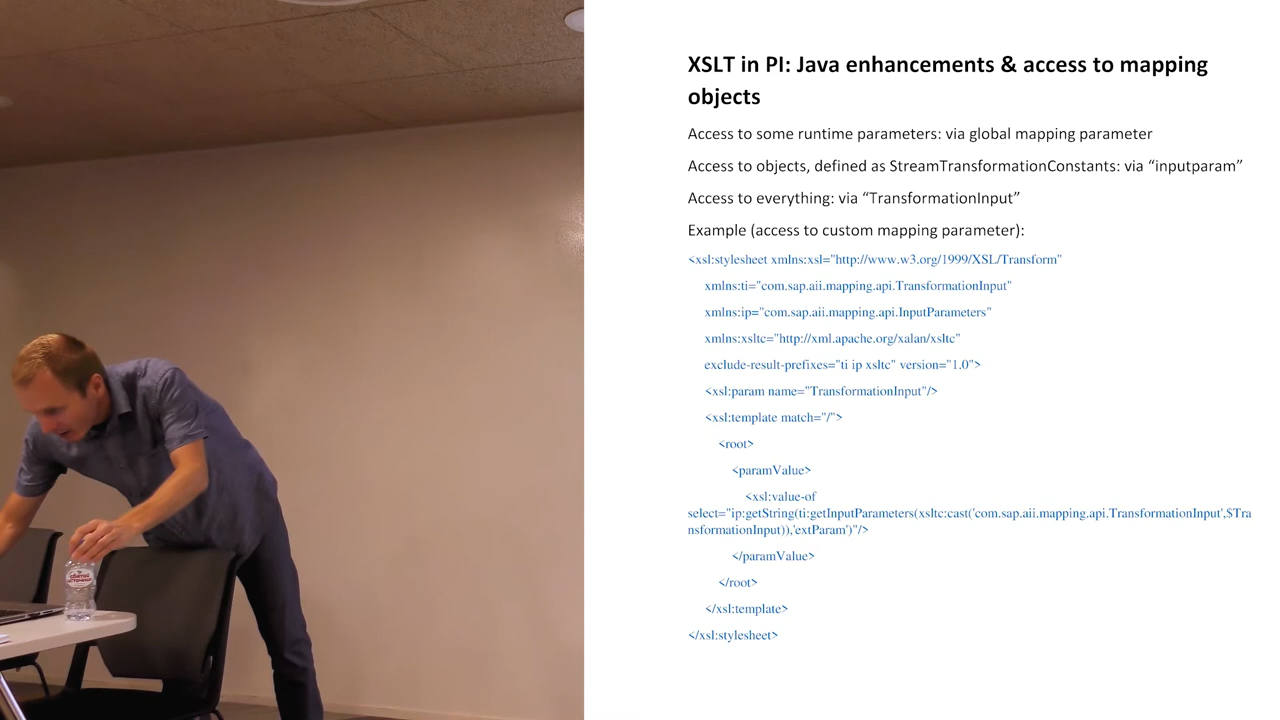 XSLT in PI: Java enhancements & access to mapping
objects
Access to some runtime parameters: via global mapping parameter
Access to objects, defined as StreamTransformationConstants: via “inputparam”
Access to everything: via “TransformationInput”
Example (access to custom mapping parameter):
<xsl:stylesheet xmlns:xsl="http://www.w3.org/1999/XSL/Transform"
xmlns:ti="com.sap.aii.mapping.api.TransformationInput"
xmlns:ip="com.sap.aii.mapping.api.InputParameters"
xmlns:xsltc="http://xml.apache.org/xalan/xsltc"
exclude-result-prefixes="ti ip xsltc" version="1.0">
<xsl:param name="TransformationInput"/>
<xsl:template match="/">
<root>
<paramValue>
<xsl:value-of
select="ip:getString(ti:getInputParameters(xsltc:cast('com.sap.aii.mapping.api.TransformationInput',$Tra
nsformationInput)),'extParam')"/>
</paramValue>
</root>
</xsl:template>
</xsl:stylesheet>